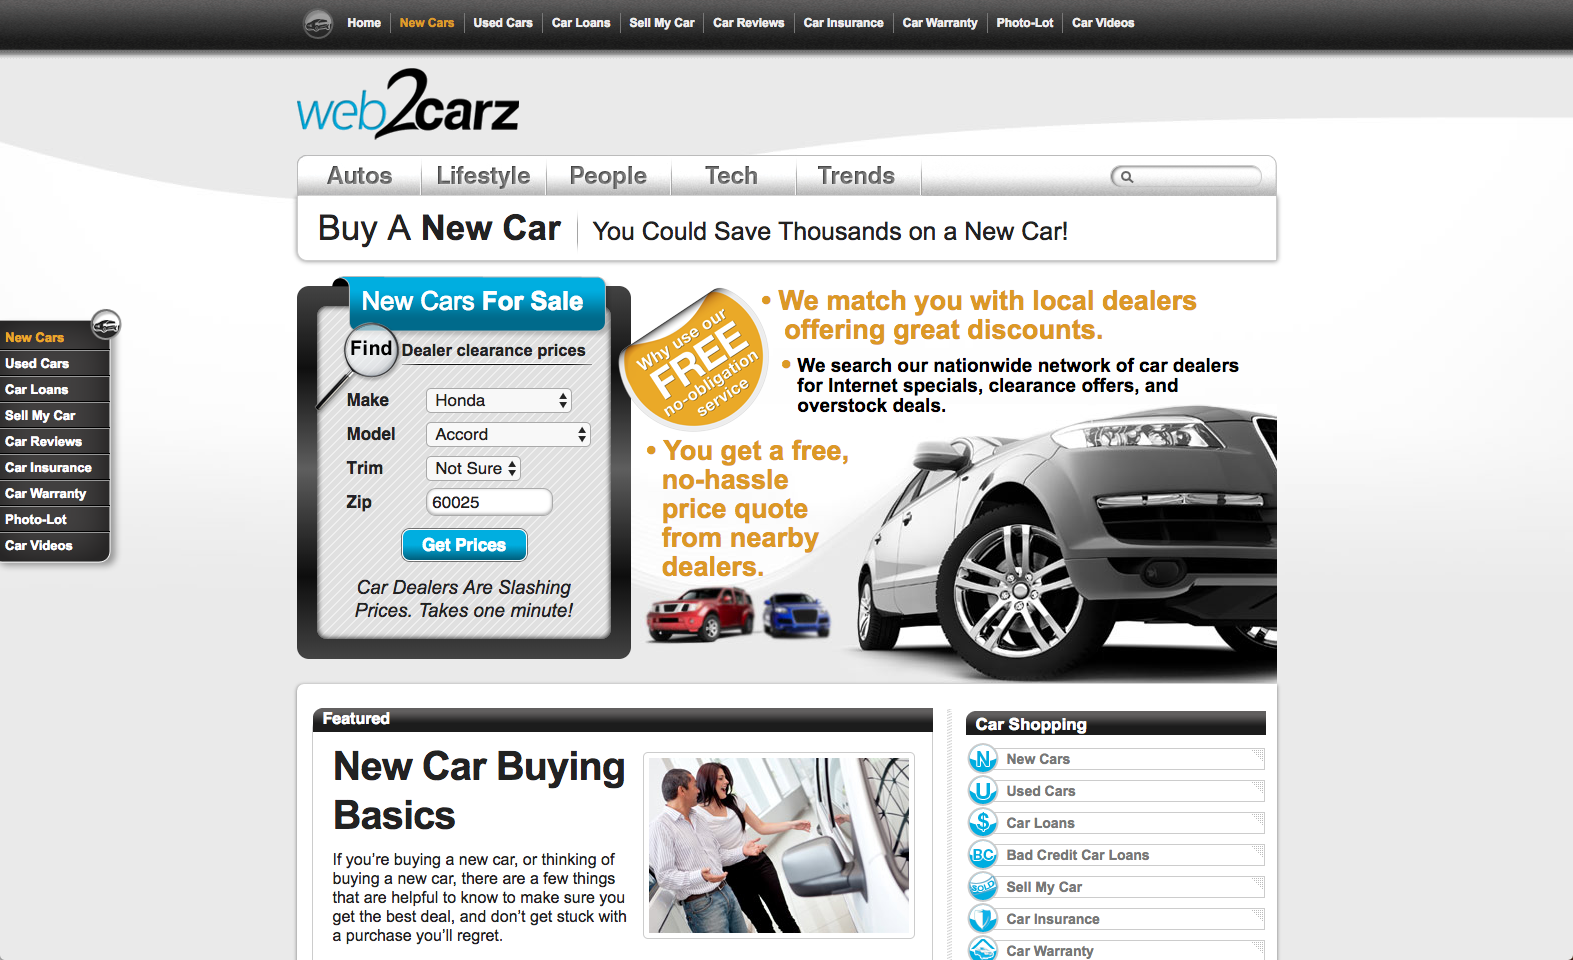 Home New Cars Used Cars Car Loans Sell My Car Car Reviews Car Insurance Car Warranty Photo-Lot Car Videos
web2carz
Autos Lifestyle People Tech Trends
Buy A New Car You Could Save Thousands on a New Car!
New Cars
Used Cars
Car Loans
Sell My Car
Car Reviews
Car Insurance
Car Warranty
Photo-Lot
Car Videos
New Cars For Sale
Find Dealer clearance prices
Make Honda
Model Accord
Trim Not Sure
Zip 60025
Get Prices
Car Dealers Are Slashing
Prices. Takes one minute!
Why use our
FREE
no-obligation
service
• We match you with local dealers
offering great discounts.
• We search our nationwide network of car dealers
for Internet specials, clearance offers, and
overstock deals.
• You get a free,
no-hassle
price quote
from nearby
dealers.
Featured
New Car Buying
Basics
If you're buying a new car, or thinking of
buying a new car, there are a few things
that are helpful to know to make sure you
get the best deal, and don't get stuck with
a purchase you'll regret.
Car Shopping
N New Cars
U Used Cars
$ Car Loans
BC Bad Credit Car Loans
SOLD Sell My Car
Car Insurance
Car Warranty